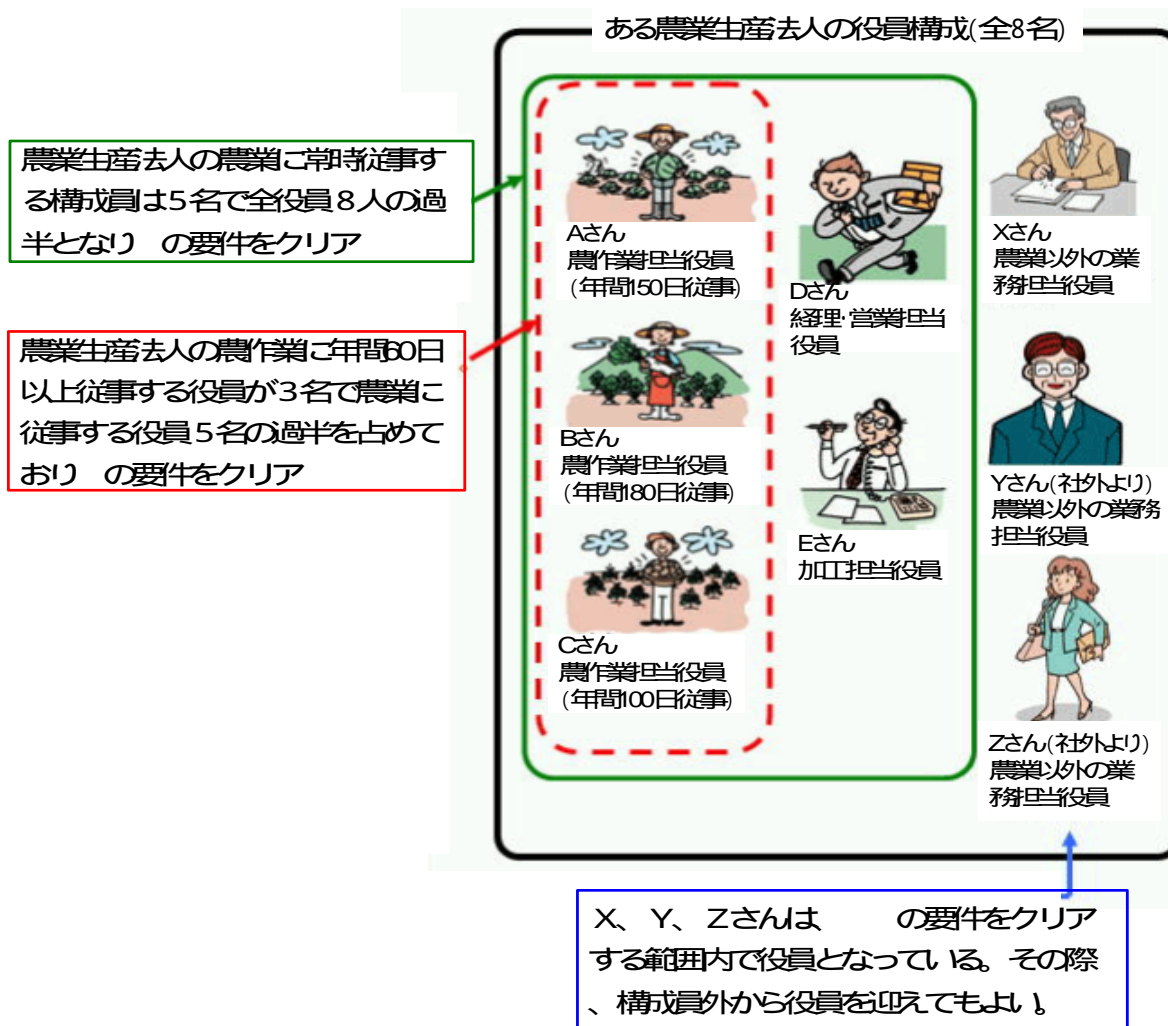 ある農業生産法人の役員構成(全8名)
農業生産法人の農業に常時従事す
る構成員は5名で全役員8人の過
半となり　の要件をクリア
農業生産法人の農作業に年間60日
以上従事する役員が3名で農業に
従事する役員5名の過半を占めて
おり　の要件をクリア
Aさん
農作業担当役員
(年間150日従事)
Bさん
農作業担当役員
(年間180日従事)
Cさん
農作業担当役員
(年間100日従事)
Dさん
経理・営業担当
役員
Eさん
加工担当役員
Xさん
農業以外の業
務担当役員
Yさん(社外より)
農業以外の業務
担当役員
Zさん(社外より)
農業以外の業
務担当役員
X、Y、Zさんは　　の要件をクリア
する範囲内で役員となっている。その際
、構成員外から役員を迎えてもよい。